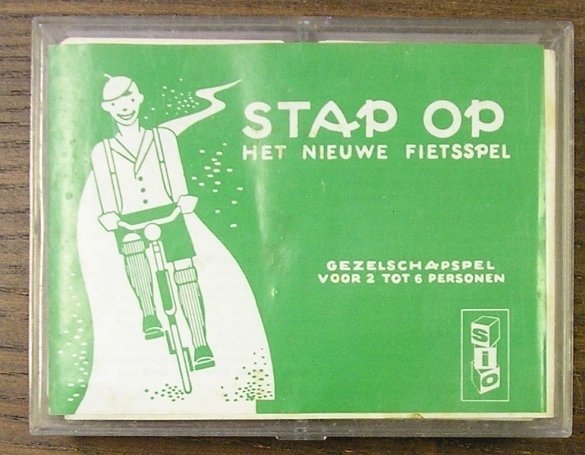 STAP OP
HET NIEUWE FIETSSPEL
GEZELSCHAPSPEL
VOOR 2 TOT 6 PERSONEN
SIO